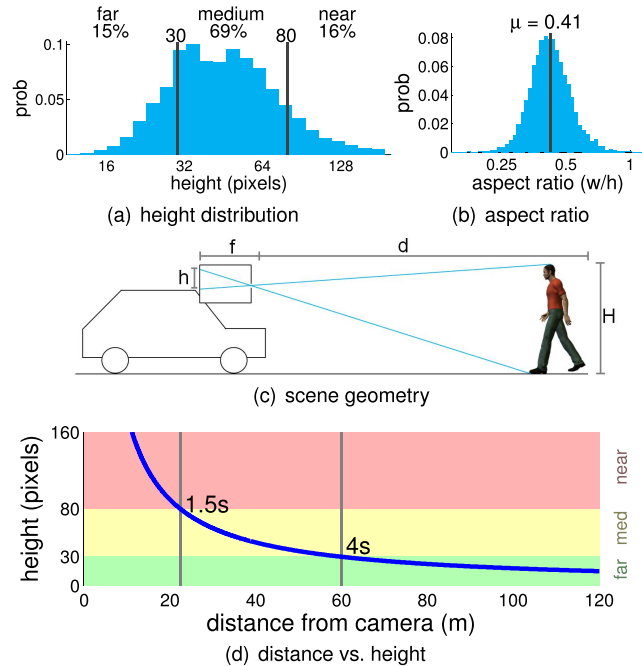 far medium near
15% 69% 16%
30 80
0.1
0.05
0
prob
16 32 64 128
height (pixels)
(a) height distribution
μ = 0.41
0.08
0.06
0.04
0.02
0
prob
0.25 0.5 1
aspect ratio (w/h)
(b) aspect ratio
f d
h
H
(c) scene geometry
160
80
30
0
height (pixels)
1.5s
4s
near
med
far
0 20 40 60 80 100 120
distance from camera (m)
(d) distance vs. height